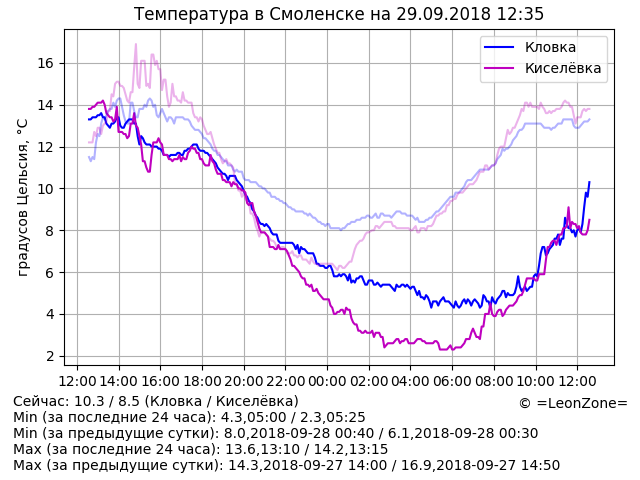 Температура в Смоленске на 29.09.2018 12:35
Кловка
Киселёвка
градусов Цельсия, °C
16
14
12
10
8
6
4
2
12:00 14:00 16:00 18:00 20:00 22:00 00:00 02:00 04:00 06:00 08:00 10:00 12:00
Сейчас: 10.3 / 8.5 (Кловка / Киселёвка)
© =LeonZone=
Min (за последние 24 часа): 4.3,05:00 / 2.3,05:25
Min (за предыдущие сутки): 8.0,2018-09-28 00:40 / 6.1,2018-09-28 00:30
Max (за последние 24 часа): 13.6,13:10 / 14.2,13:15
Max (за предыдущие сутки): 14.3,2018-09-27 14:00 / 16.9,2018-09-27 14:50